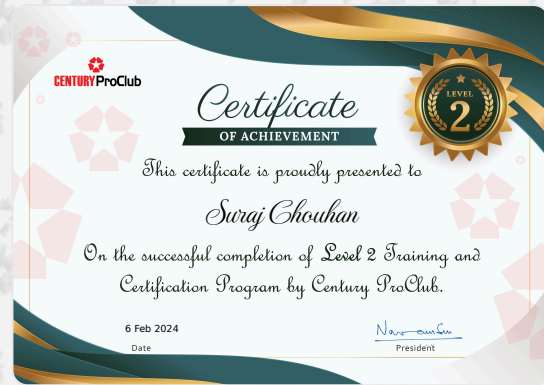 CENTURY ProClub
LEVEL
2
Certificate
OF ACHIEVEMENT
This certificate is proudly presented to
Suraj Chouhan
On the successful completion of Level 2 Training and
Certification Program by Century ProClub.
6 Feb 2024
Date
President